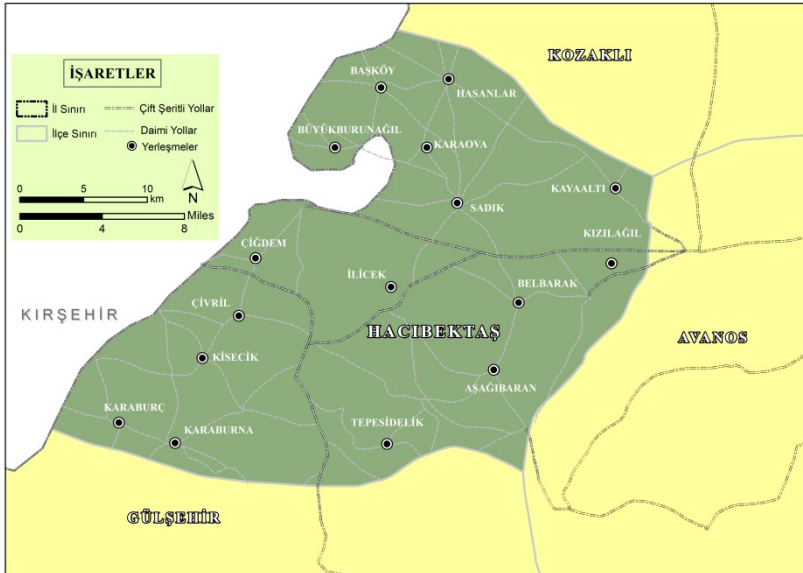 İŞARETLER
İl Sınırı
Çift Şeritli Yollar
İlçe Sınırı
Daimi Yollar
Yerleşmeler
0 5 10
km
N
Miles
0 4 8
KOZAKLI
BAŞKÖY
HASANLAR
BÜYÜKBURUNAĞIL
KARAOVA
KAYAALTI
SADIK
ÇİĞDEM
KIZILAĞIL
İLİCEK
BELBARAK
KIRŞEHİR
ÇİVRİL
HACIBEKTAŞ
AVANOS
KİSECİK
AŞAĞIBARAN
KARABURÇ
KARABURNA
TEPESİDELİK
GÜLŞEHİR